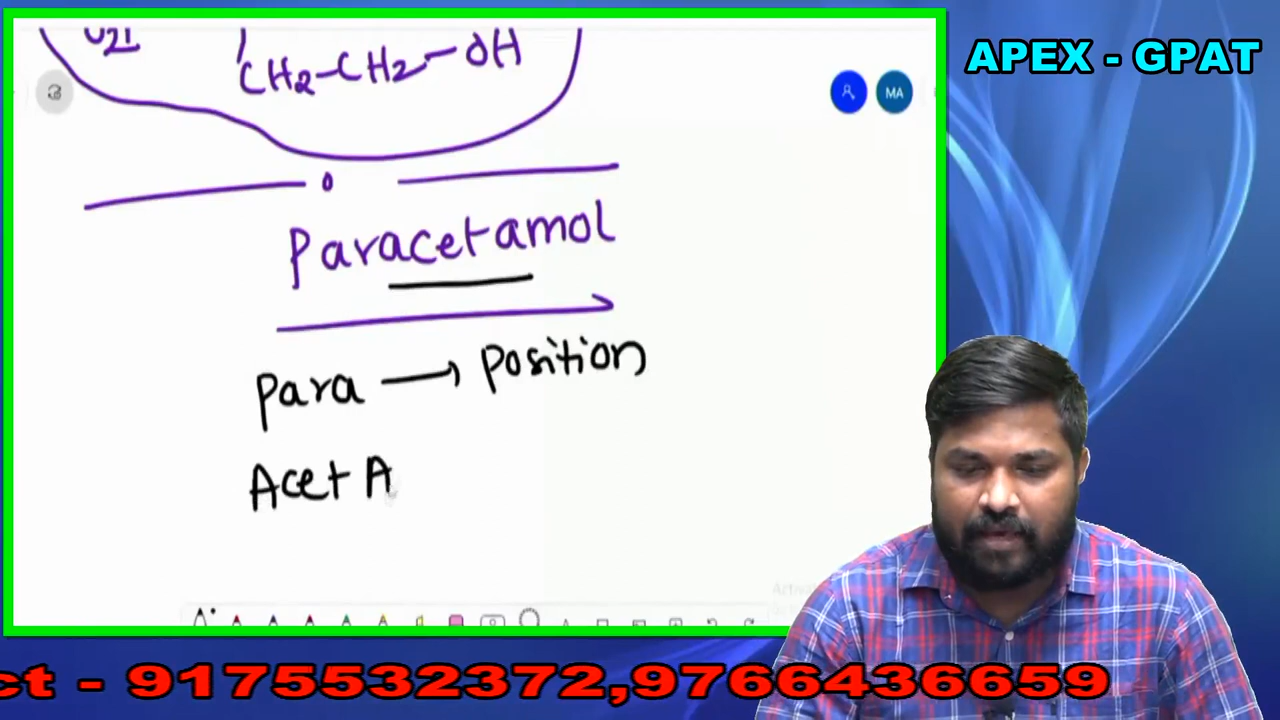 APEX - GPAT
CH2-CH2-OH
MA
Paracetamol
Para → Position
Acet A
ct - 9175532372,9766436659